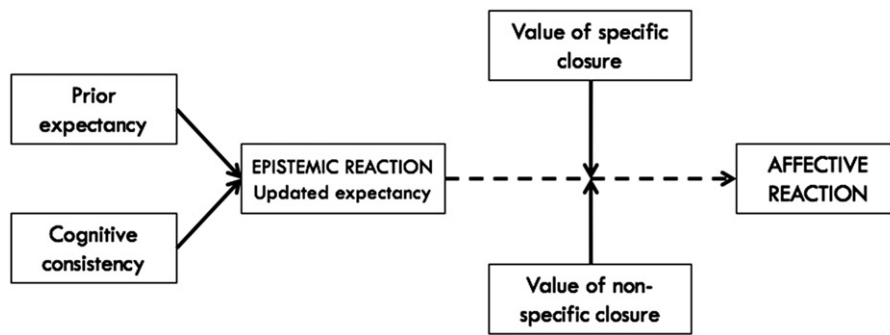 Prior
expectancy
Cognitive
consistency
EPISTEMIC REACTION
Updated expectancy
Value of specific
closure
Value of non-
specific closure
AFFECTIVE
REACTION